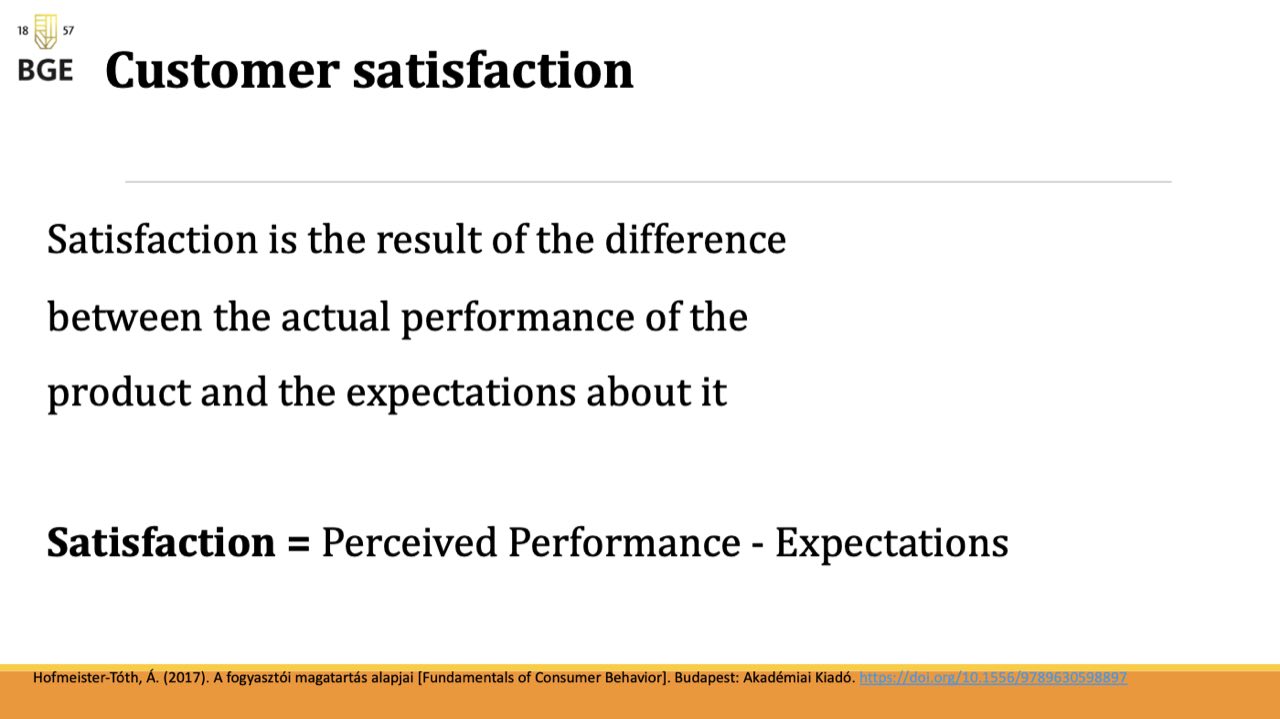 18 57
BGE
Customer satisfaction
Satisfaction is the result of the difference
between the actual performance of the
product and the expectations about it
Satisfaction = Perceived Performance - Expectations
Hofmeister-Tóth, Á. (2017). A fogyasztói magatartás alapjai [Fundamentals of Consumer Behavior]. Budapest: Akadémiai Kiadó. https://doi.org/10.1556/9789630598897